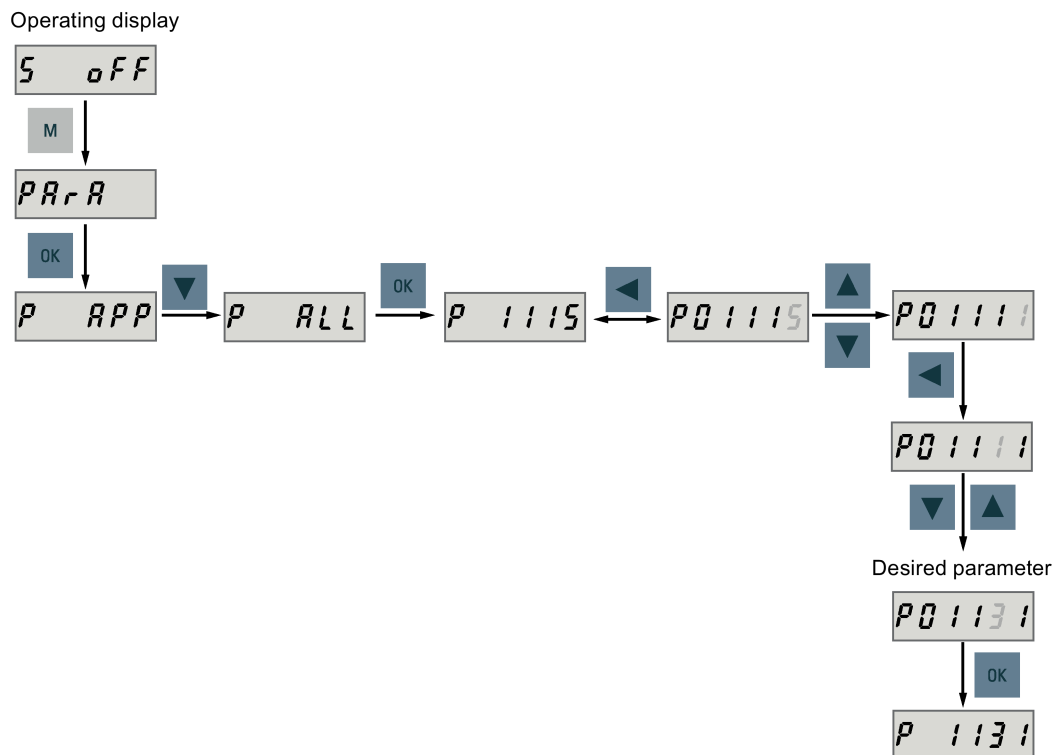 Operating display
S oFF
M
PArA
OK
P APP
P ALL
OK
P 1115
P01115
P01111
P01111
Desired parameter
P01131
OK
P 1131